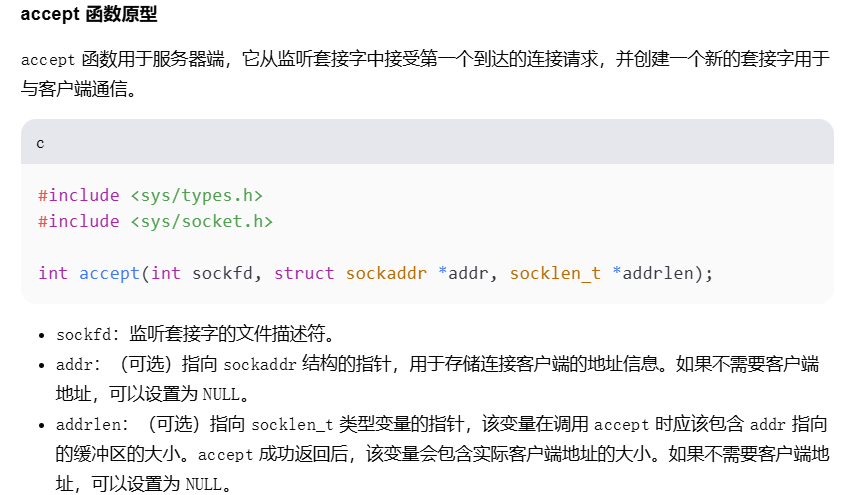 accept 函数原型
accept 函数用于服务器端，它从监听套接字中接受第一个到达的连接请求，并创建一个新的套接字用于
与客户端通信。
c
#include <sys/types.h>
#include <sys/socket.h>
int accept(int sockfd, struct sockaddr *addr, socklen_t *addrlen);
• sockfd：监听套接字的文件描述符。
• addr：（可选）指向 sockaddr 结构的指针，用于存储连接客户端的地址信息。如果不需要客户端
地址，可以设置为 NULL。
• addrlen：（可选）指向 socklen_t 类型变量的指针，该变量在调用 accept 时应该包含 addr 指向
的缓冲区的大小。accept 成功返回后，该变量会包含实际客户端地址的大小。如果不需要客户端地
址，可以设置为 NULL。